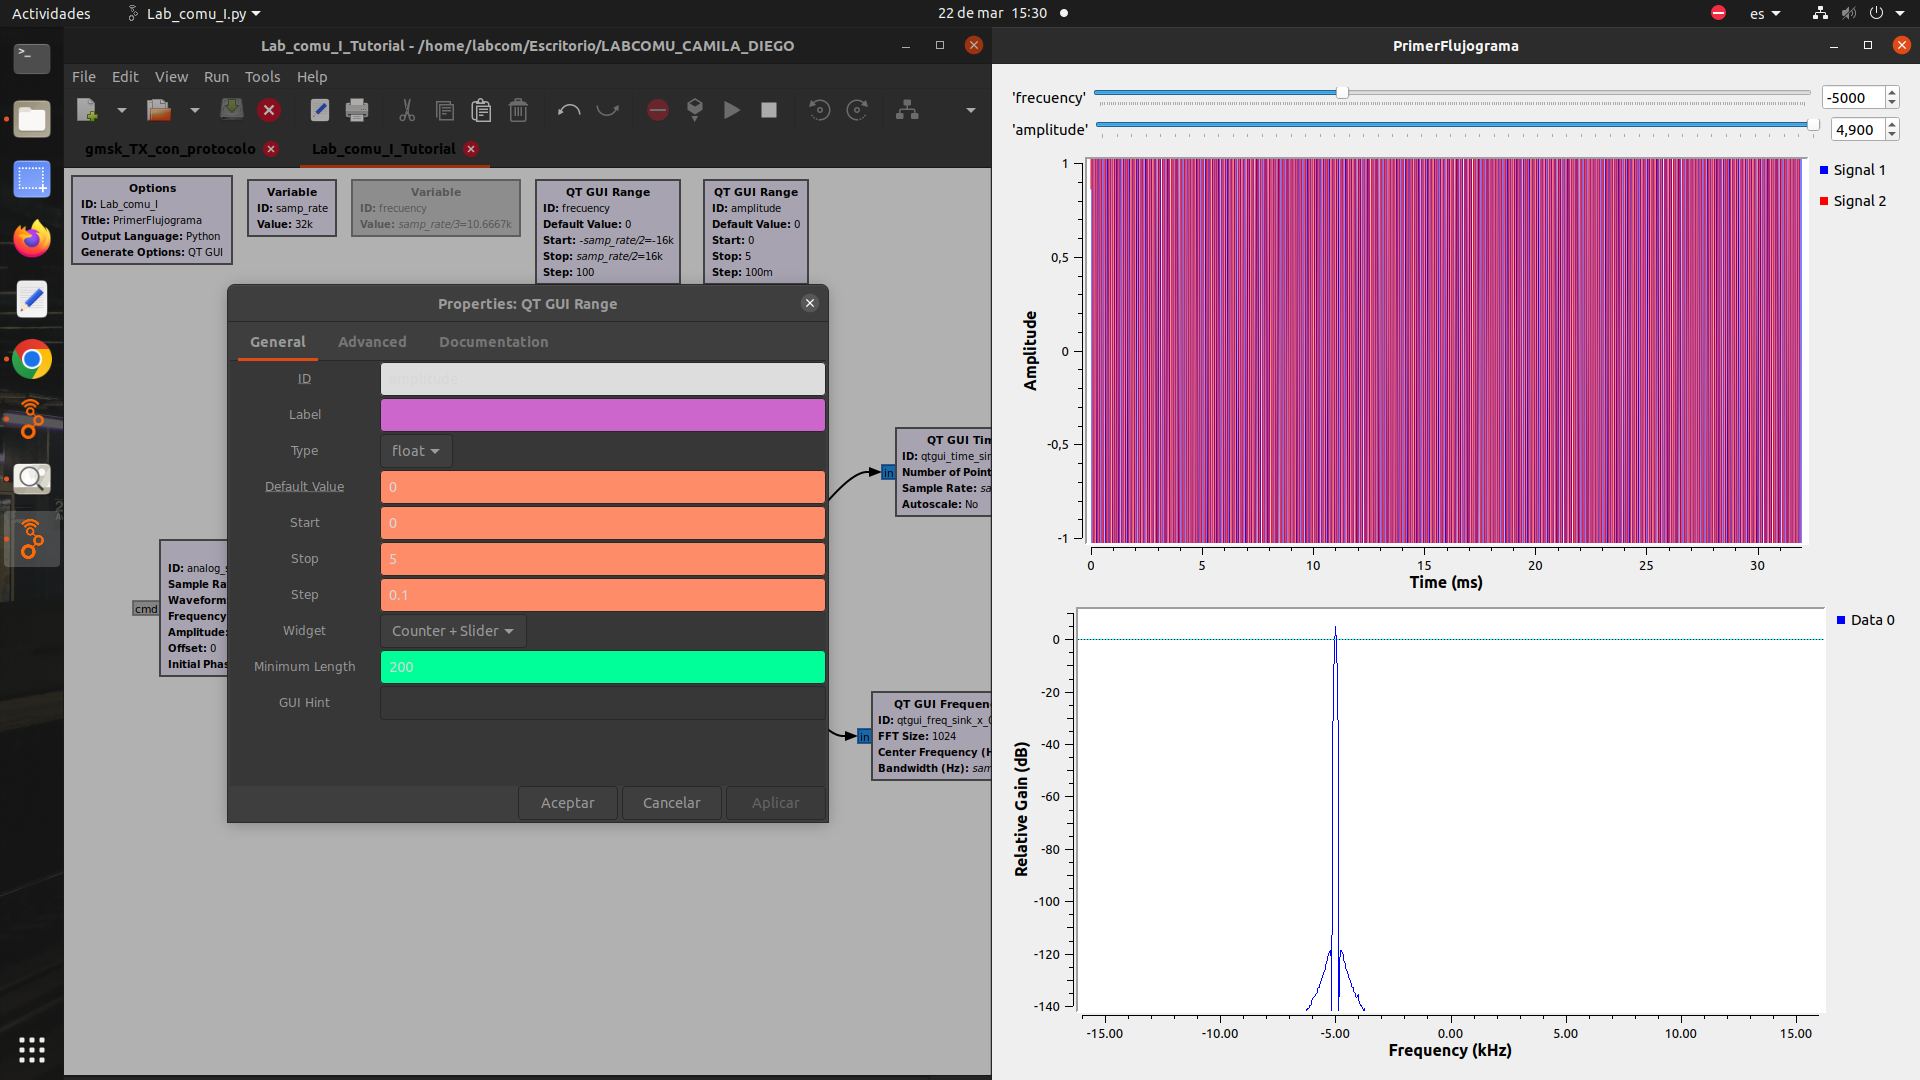 Actividades
Lab_comu_I.py
22 de mar 15:30
es
Lab_comu_I_Tutorial - /home/labcom/Escritorio/LABCOMU_CAMILA_DIEGO
File Edit View Run Tools Help
gmsk_TX_con_protocolo
Lab_comu_I_Tutorial
Options
ID: Lab_comu_I
Title: PrimerFlujograma
Output Language: Python
Generate Options: QT GUI
Variable
ID: samp_rate
Value: 32k
Variable
ID: frecuency
Value: samp_rate/3=10.6667k
QT GUI Range
ID: frecuency
Default Value: 0
Start: -samp_rate/2=-16k
Stop: samp_rate/2=16k
Step: 100
QT GUI Range
ID: amplitude
Default Value: 0
Start: 0
Stop: 5
Step: 100m
Properties: QT GUI Range
General Advanced Documentation
ID amplitude
Label
Type float
Default Value 0
Start 0
Stop 5
Step 0.1
Widget Counter + Slider
Minimum Length 200
GUI Hint
Aceptar Cancelar Aplicar
cmd
ID: analog_s
Sample Ra
Waveform
Frequency
Amplitude:
Offset: 0
Initial Phas
in
QT GUI Tim
ID: qtgui_time_sin
Number of Point
Sample Rate: sa
Autoscale: No
in
QT GUI Frequen
ID: qtgui_freq_sink_x_0
FFT Size: 1024
Center Frequency (H
Bandwidth (Hz): sam
PrimerFlujograma
'frecuency' -5000
'amplitude' 4,900
Signal 1
Signal 2
Amplitude
1
0,5
0
-0,5
-1
0 5 10 15 20 25 30
Time (ms)
Data 0
Relative Gain (dB)
0
-20
-40
-60
-80
-100
-120
-140
-15.00 -10.00 -5.00 0.00 5.00 10.00 15.00
Frequency (kHz)